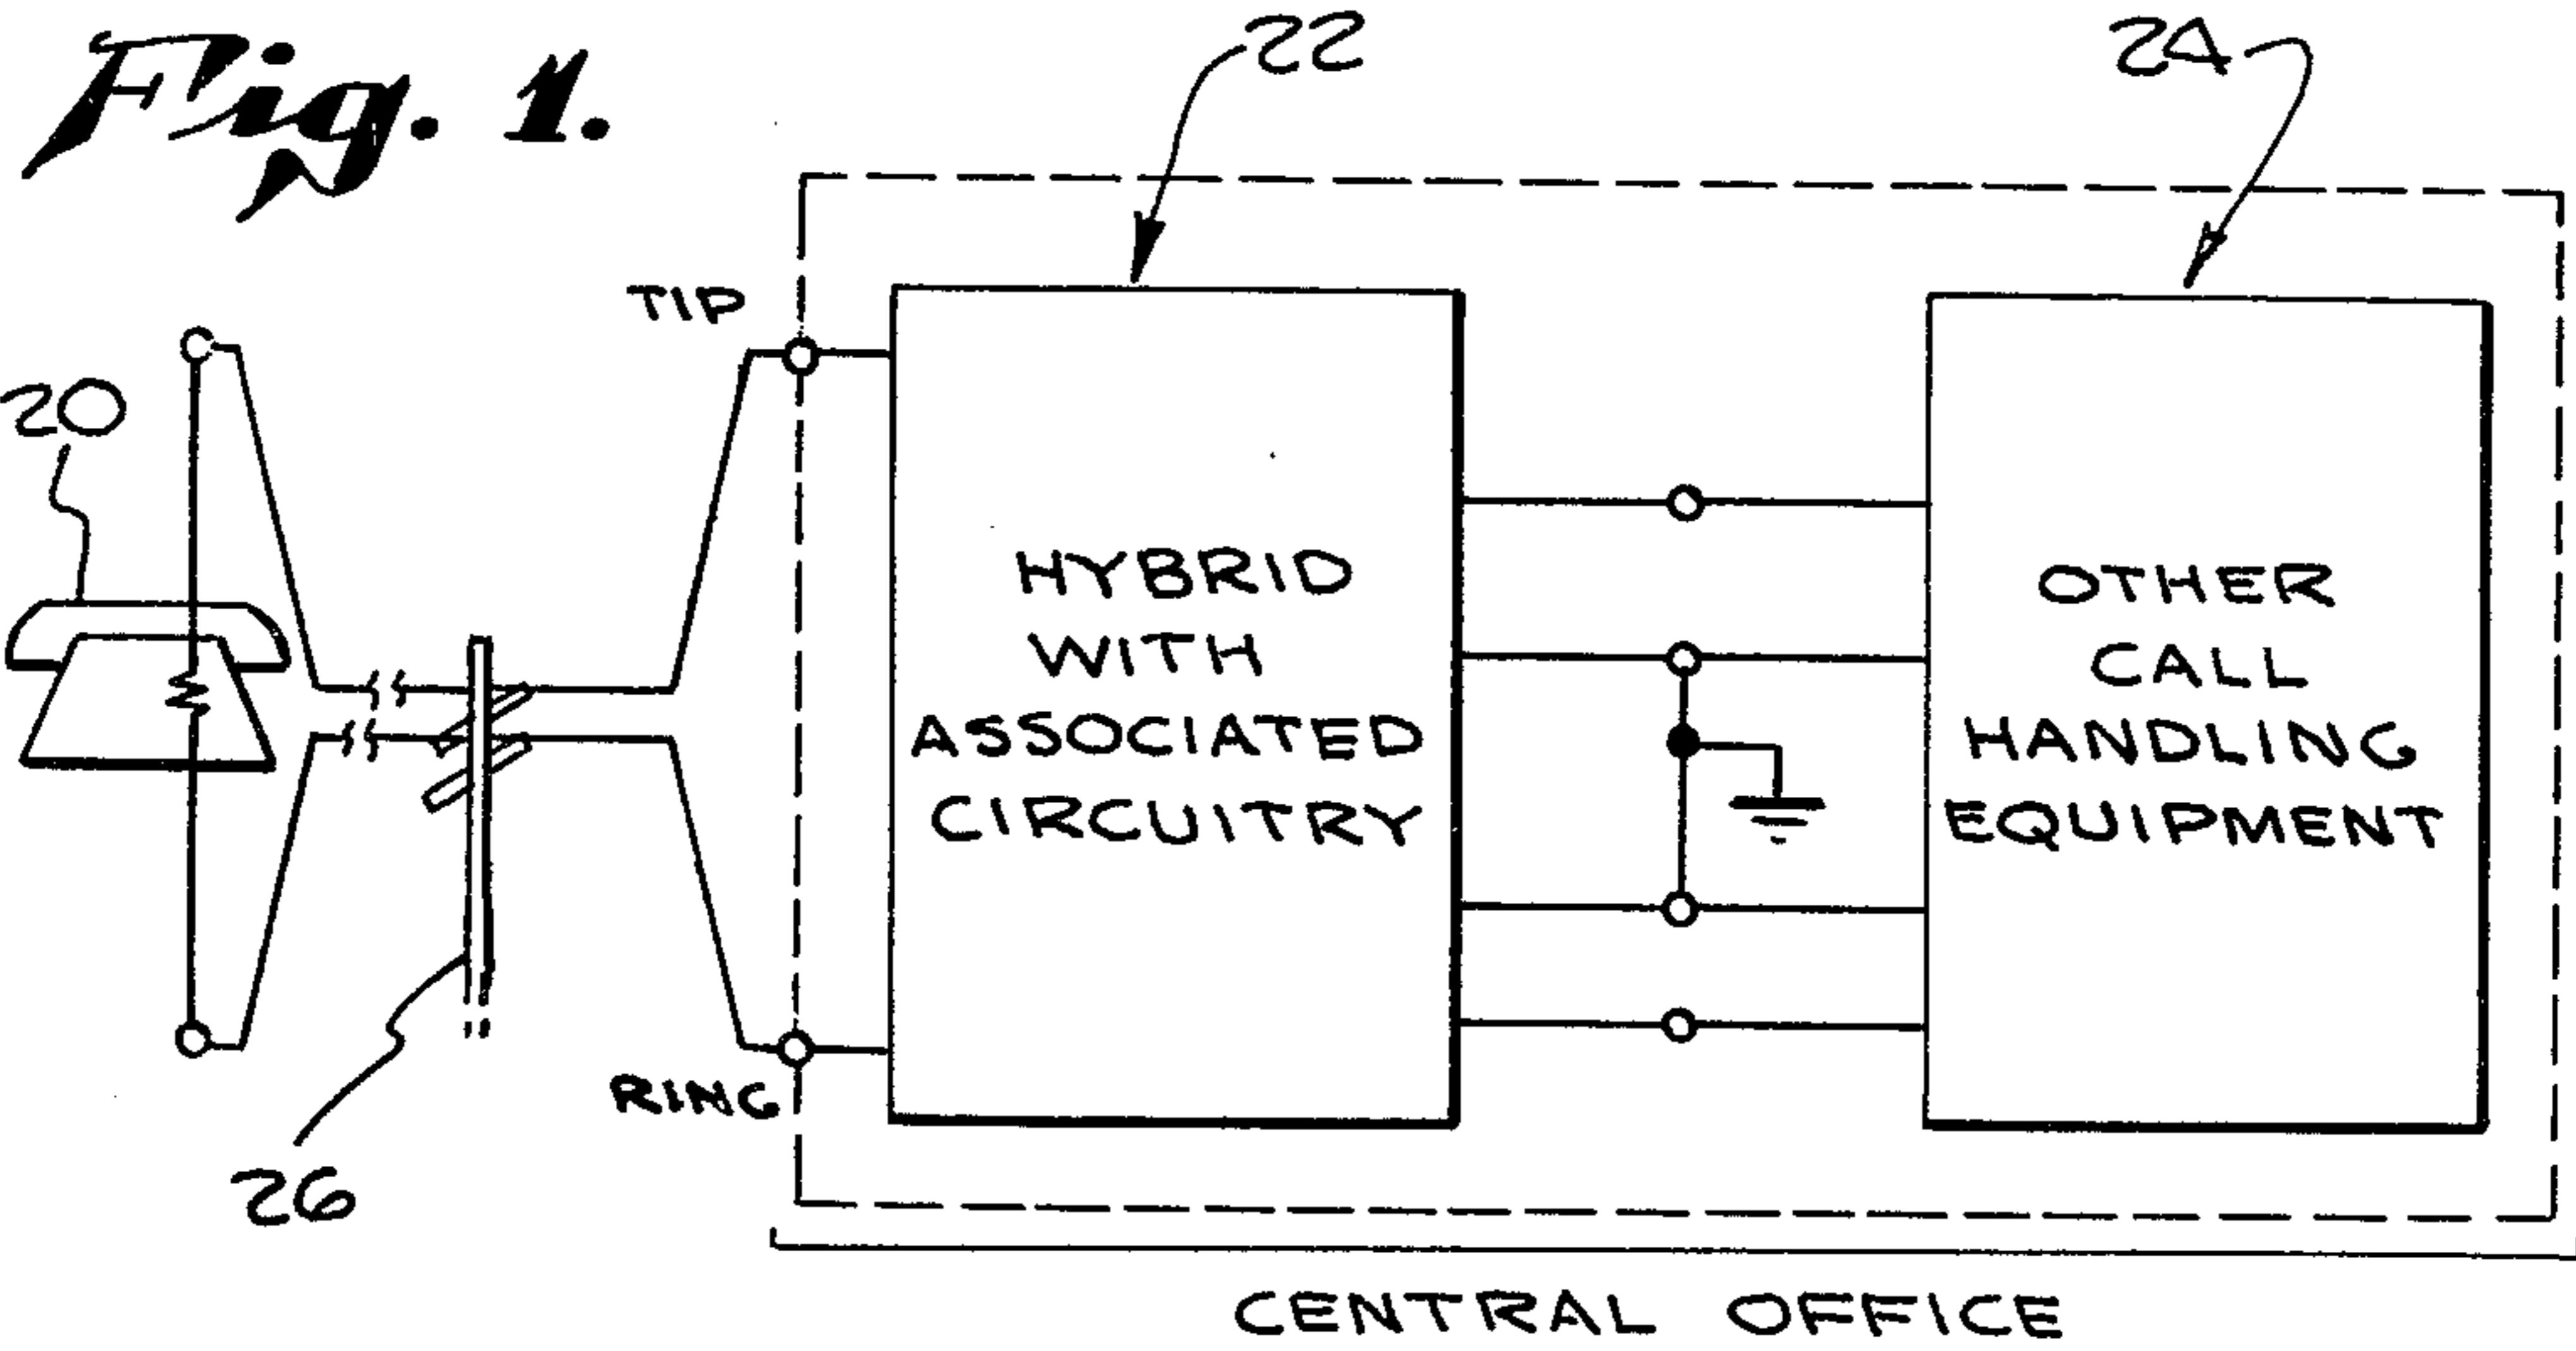 Fig. 1.
22
24
TIP
20
HYBRID
WITH
ASSOCIATED
CIRCUITRY
OTHER
CALL
HANDLING
EQUIPMENT
RING
26
CENTRAL OFFICE